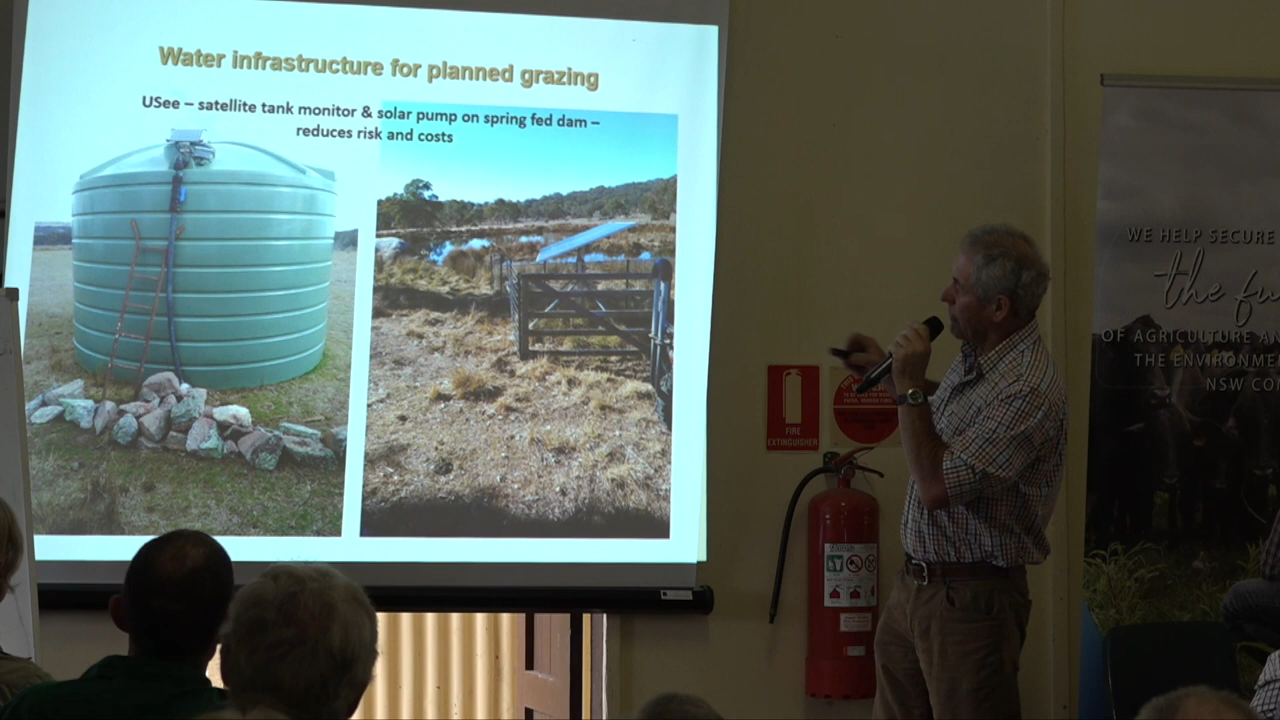 Water infrastructure for planned grazing
USee – satellite tank monitor & solar pump on spring fed dam –
reduces risk and costs
FIRE
EXTINGUISHER
WE HELP SECURE
the fu
OF AGRICULTURE AN
THE ENVIRONME
NSW CO